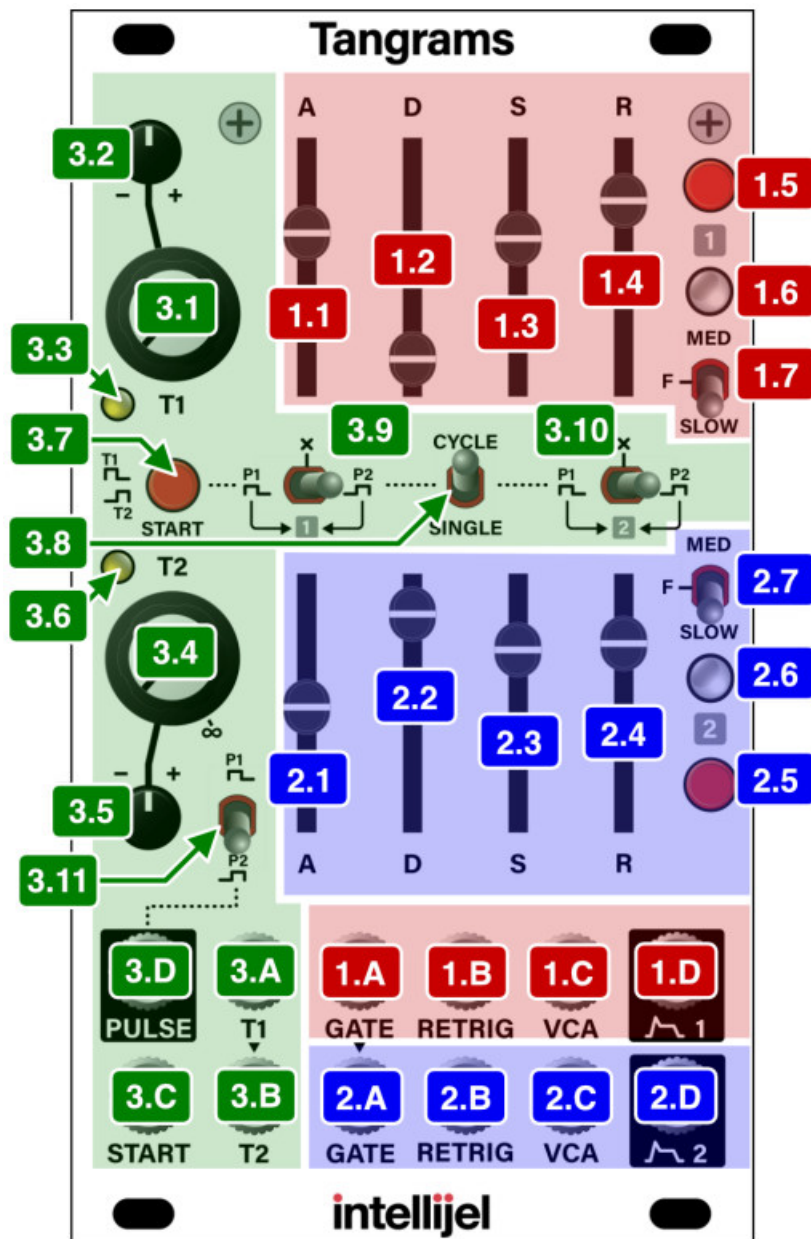 Tangrams
A D S R
3.2
− +
1.5
1
1.2
1.6
3.1
1.1
1.3
1.4
MED
3.3
F
1.7
T1
SLOW
3.9
3.10
3.7
X
CYCLE
X
T1
P1
P2
P1
P2
T2
START
1
SINGLE
2
3.8
T2
MED
3.6
F
2.7
SLOW
3.4
2.2
2.6
2.3
2.4
∞
2
2.1
P1
− +
2.5
3.5
3.11
P2
A D S R
3.D
3.A
1.A
1.B
1.C
1.D
PULSE T1 GATE RETRIG VCA 1
3.C
3.B
2.A
2.B
2.C
2.D
START T2 GATE RETRIG VCA 2
intellijel